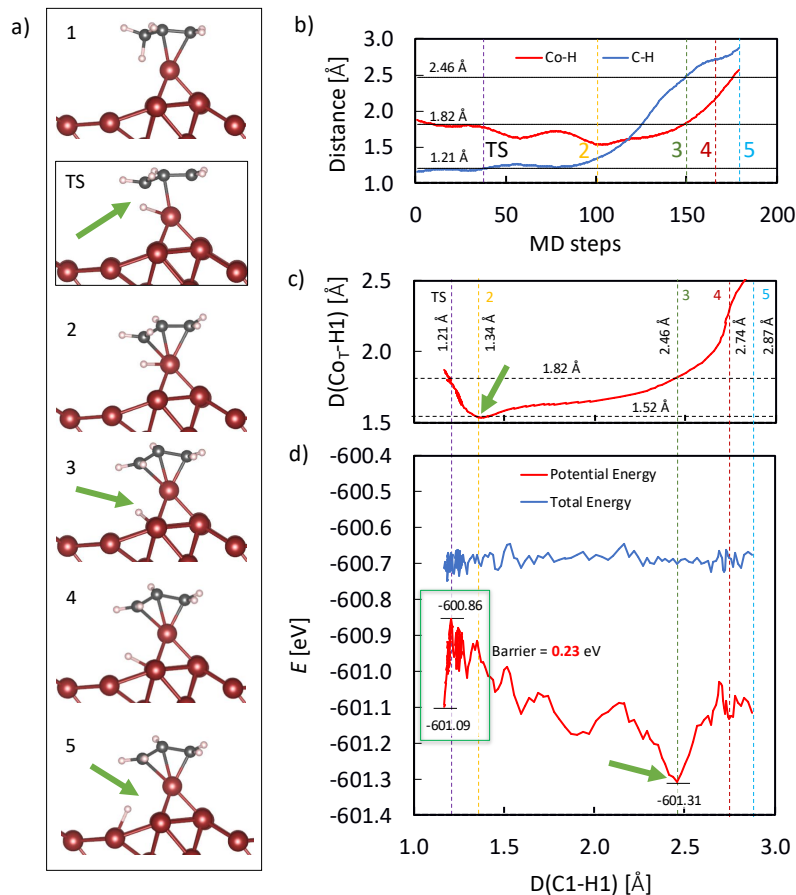 a)
1
TS
2
3
4
5
b)
Distance [Å]
3.0
2.5
2.0
1.5
1.0
Co-H
C-H
2.46 Å
1.82 Å
1.21 Å
TS
2
3
4
5
0
50
100
150
200
MD steps
c)
D(CoT-H1) [Å]
2.5
2.0
1.5
TS
2
3
4
5
1.21 Å
1.34 Å
2.46 Å
2.74 Å
2.87 Å
1.82 Å
1.52 Å
d)
E [eV]
-600.4
-600.5
-600.6
-600.7
-600.8
-600.9
-601.0
-601.1
-601.2
-601.3
-601.4
Potential Energy
Total Energy
-600.86
Barrier = 0.23 eV
-601.09
-601.31
1.0
1.5
2.0
2.5
3.0
D(C1-H1) [Å]